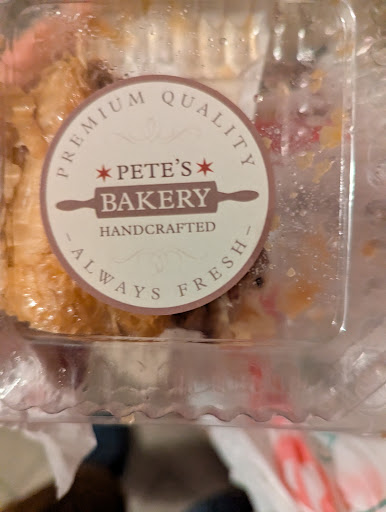 PREMIUM QUALITY
PETE'S
BAKERY
HANDCRAFTED
-ALWAYS FRESH-